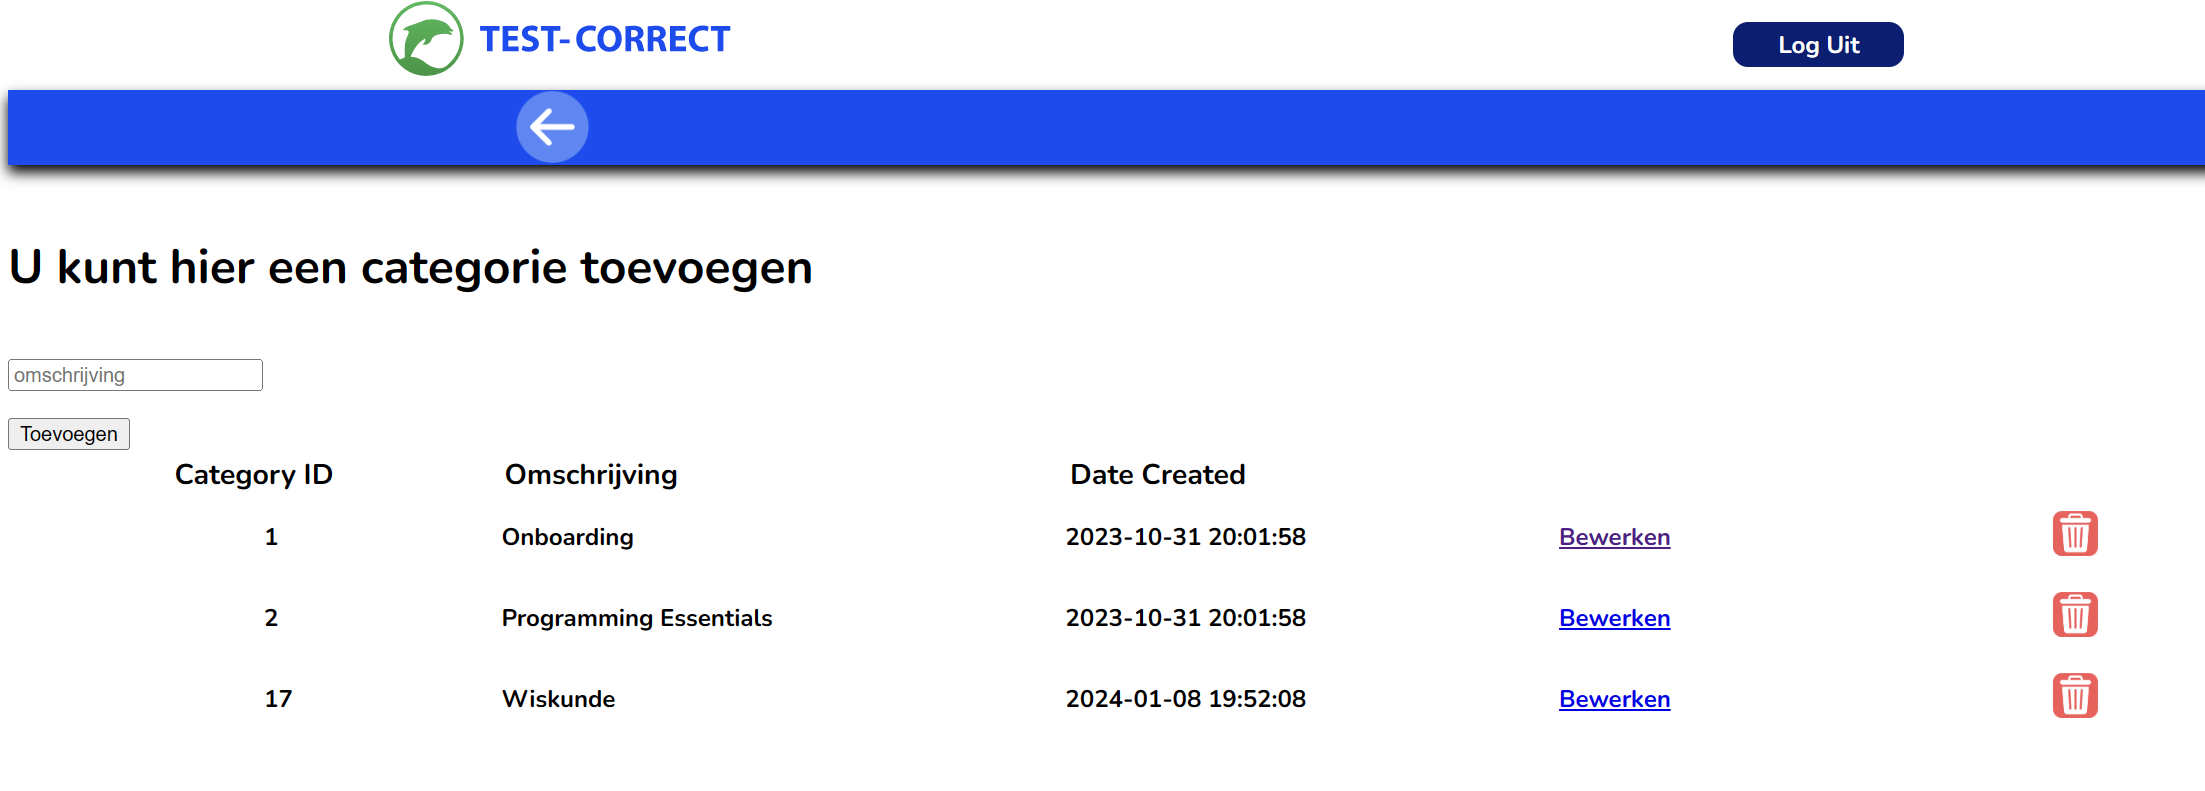 TEST-CORRECT Log Uit
U kunt hier een categorie toevoegen
omschrijving
Toevoegen
Category ID Omschrijving Date Created
1 Onboarding 2023-10-31 20:01:58 Bewerken
2 Programming Essentials 2023-10-31 20:01:58 Bewerken
17 Wiskunde 2024-01-08 19:52:08 Bewerken